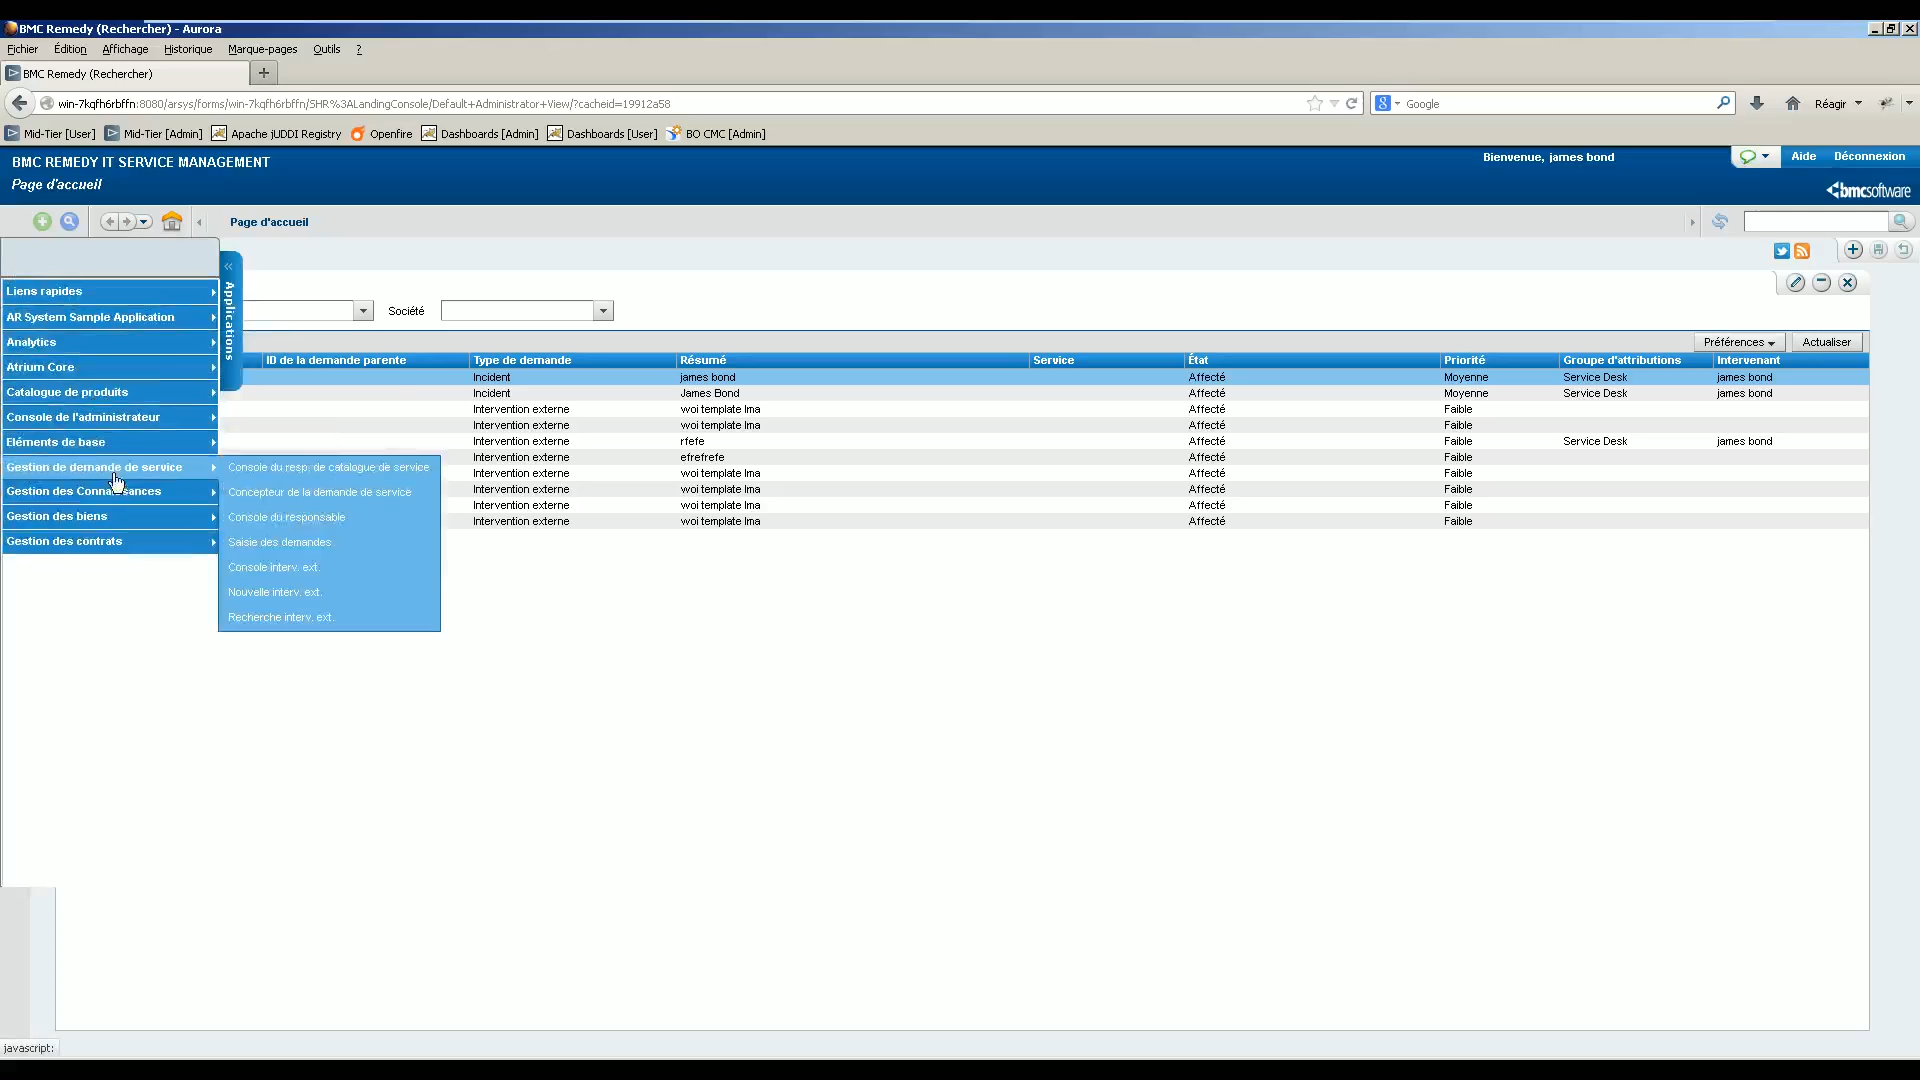 BMC Remedy (Rechercher) - Aurora
Fichier Édition Affichage Historique Marque-pages Outils ?
BMC Remedy (Rechercher)
win-7kqfh6rbffn:8080/arsys/forms/win-7kqfh6rbffn/SHR%3ALandingConsole/Default+Administrator+View/?cacheid=19912a58
Google
Réagir
Mid-Tier [User] Mid-Tier [Admin] Apache jUDDI Registry Openfire Dashboards [Admin] Dashboards [User] BO CMC [Admin]
BMC REMEDY IT SERVICE MANAGEMENT
Bienvenue, james bond
Aide Déconnexion
Page d'accueil
bmcsoftware
Page d'accueil
Applications
Liens rapides
AR System Sample Application
Analytics
Atrium Core
Catalogue de produits
Console de l'administrateur
Eléments de base
Gestion de demande de service
Gestion des Connaissances
Gestion des biens
Gestion des contrats
Console du resp. de catalogue de service
Concepteur de la demande de service
Console du responsable
Saisie des demandes
Console interv. ext.
Nouvelle interv. ext.
Recherche interv. ext.
Société
Préférences Actualiser
ID de la demande parente Type de demande Résumé Service État Priorité Groupe d'attributions Intervenant
Incident james bond Affecté Moyenne Service Desk james bond
Incident James Bond Affecté Moyenne Service Desk james bond
Intervention externe woi template lma Affecté Faible
Intervention externe woi template lma Affecté Faible
Intervention externe rfefe Affecté Faible Service Desk james bond
Intervention externe efrefrefe Affecté Faible
Intervention externe woi template lma Affecté Faible
Intervention externe woi template lma Affecté Faible
Intervention externe woi template lma Affecté Faible
Intervention externe woi template lma Affecté Faible
javascript: